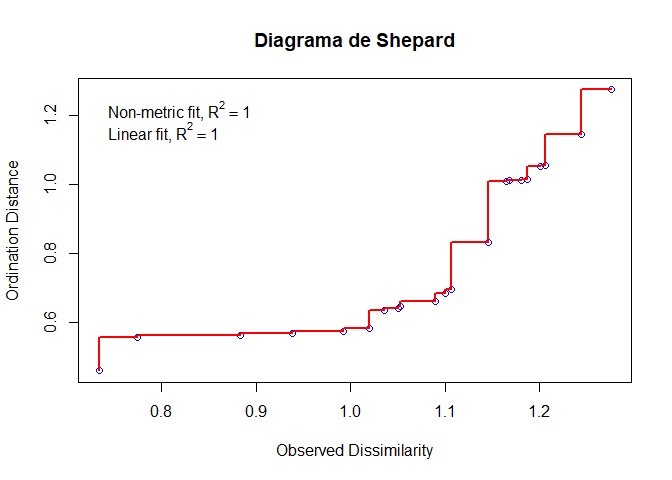 Diagrama de Shepard
Non-metric fit, R² = 1
Linear fit, R² = 1
Ordination Distance
1.2
1.0
0.8
0.6
0.8 0.9 1.0 1.1 1.2
Observed Dissimilarity